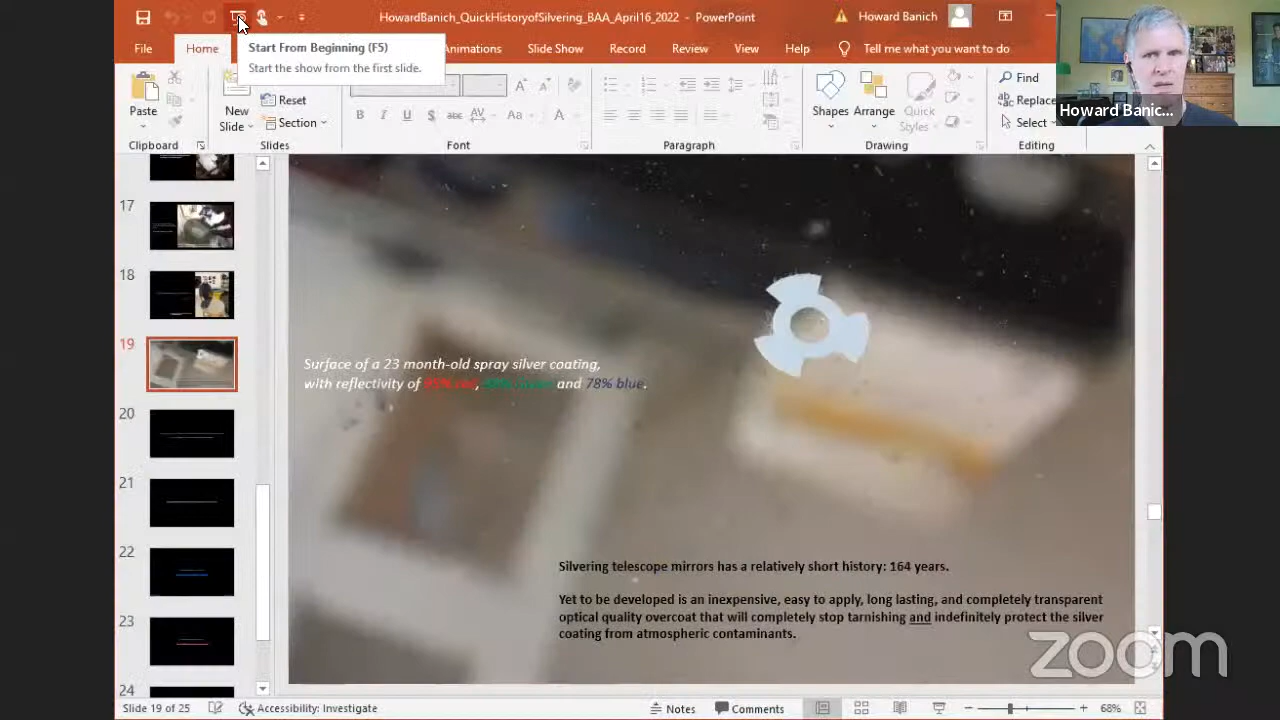 HowardBanich_QuickHistoryofSilvering_BAA_April16_2022 - PowerPoint
Howard Banich
File
Home
Start From Beginning (F5)
Start the show from the first slide.
Animations
Slide Show
Record
Review
View
Help
Tell me what you want to do
Paste
New
Slide
Reset
Section
B I U S
Aa
A
Shapes
Arrange
Quick
Styles
Find
Replace
Select
Howard Banic...
Clipboard
Slides
Font
Paragraph
Drawing
Editing
17
18
19
20
21
22
23
24
Surface of a 23 month-old spray silver coating,
with reflectivity of 95% red, and 78% blue.
Silvering telescope mirrors has a relatively short history: 164 years.
Yet to be developed is an inexpensive, easy to apply, long lasting, and completely transparent
optical quality overcoat that will completely stop tarnishing and indefinitely protect the silver
coating from atmospheric contaminants.
zoom
Slide 19 of 25
Accessibility: Investigate
Notes
Comments
68%